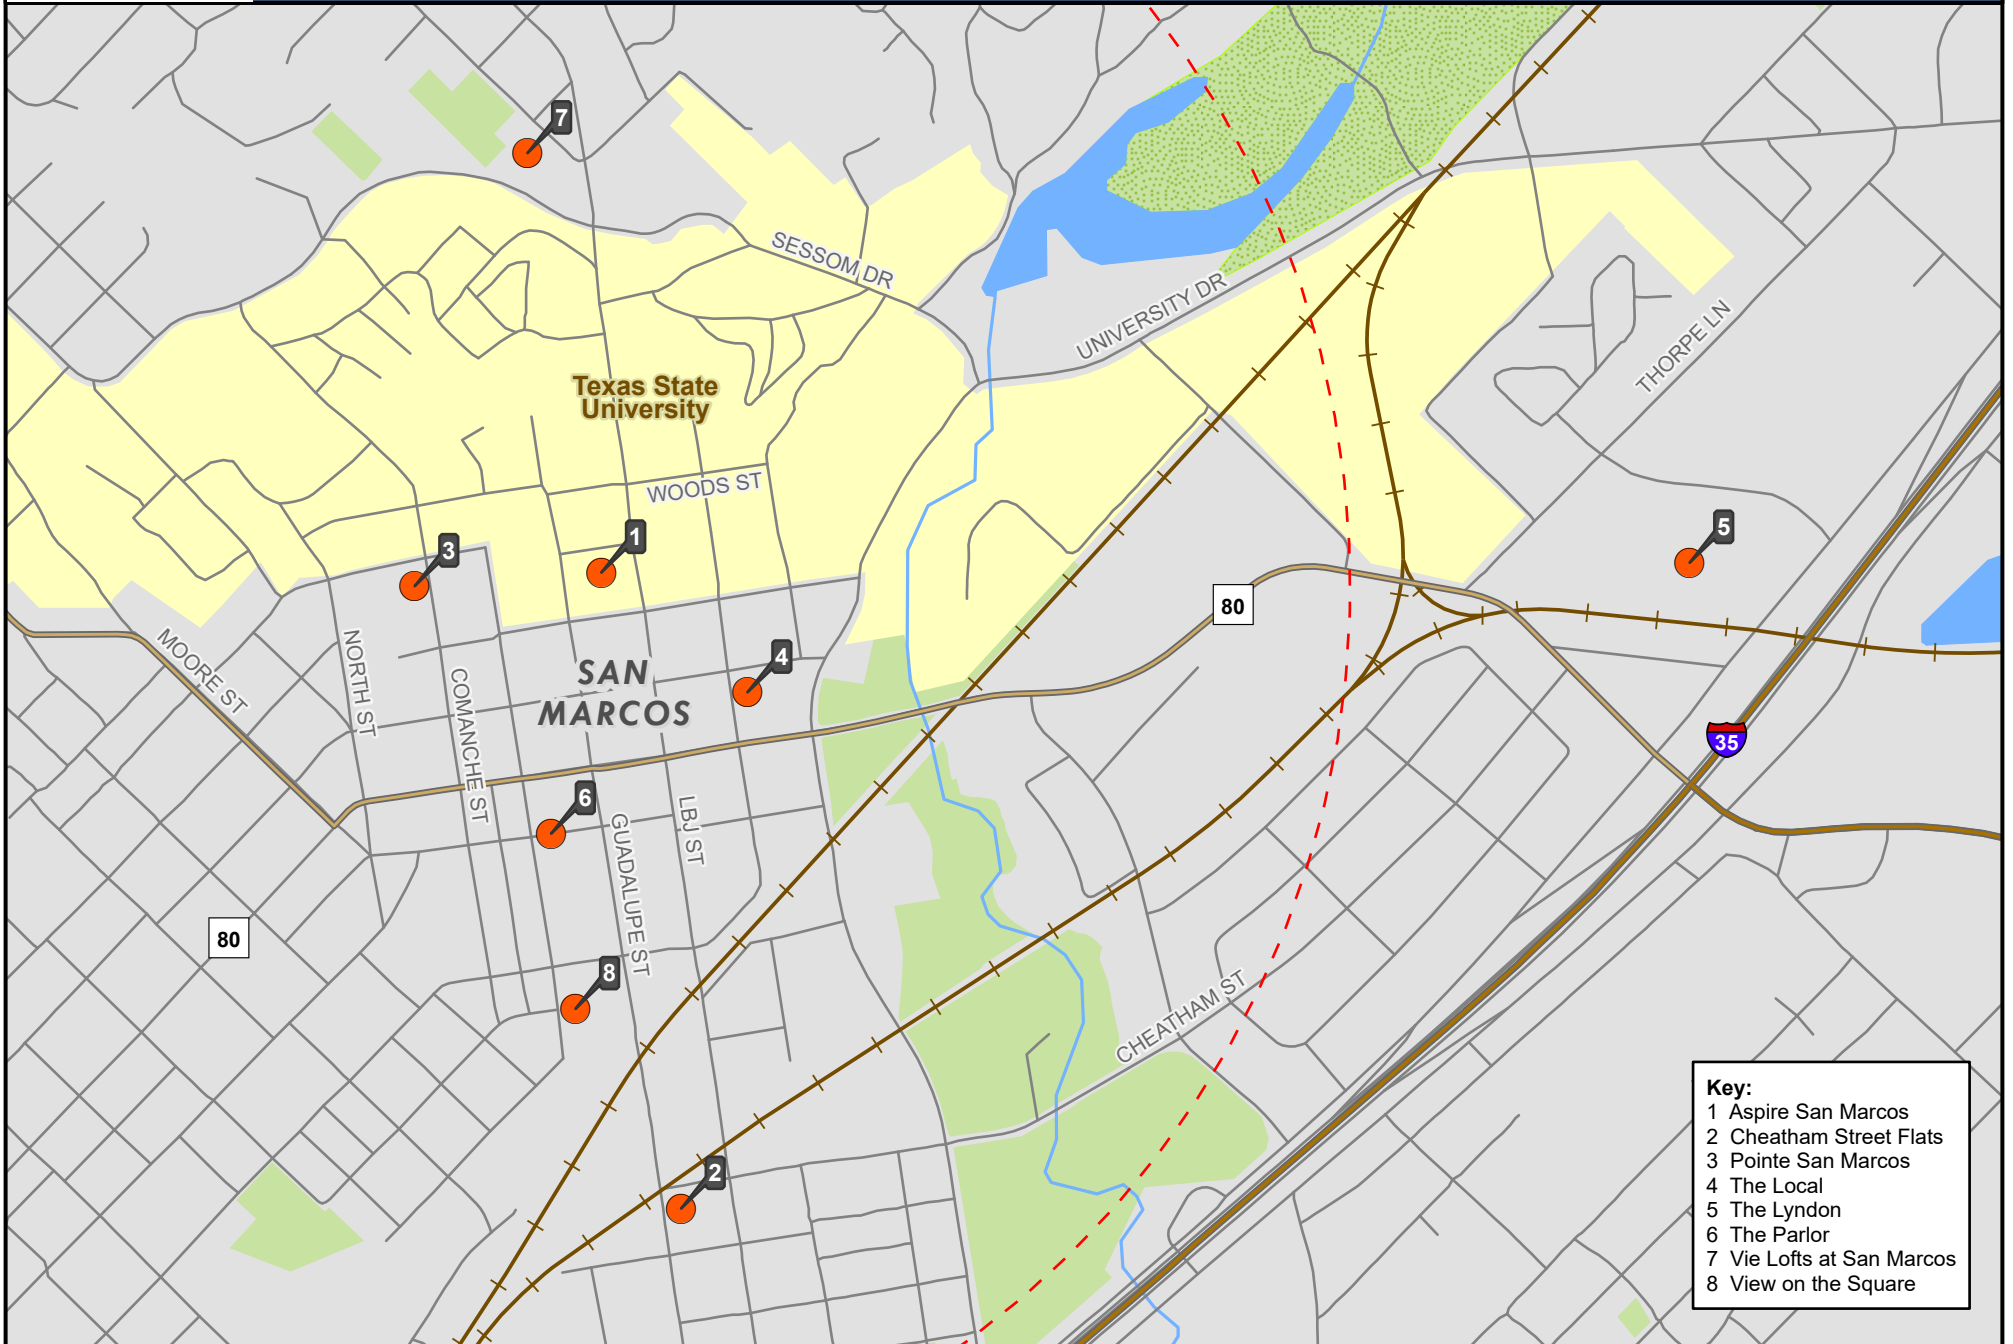 7
SESSOM DR
UNIVERSITY DR
THORPE LN
Texas State
University
WOODS ST
1
3
5
80
MOORE ST
NORTH ST
COMANCHE ST
SAN
MARCOS
4
35
6
GUADALUPE ST
LBJ ST
80
8
CHEATHAM ST
2
Key:
1 Aspire San Marcos
2 Cheatham Street Flats
3 Pointe San Marcos
4 The Local
5 The Lyndon
6 The Parlor
7 Vie Lofts at San Marcos
8 View on the Square